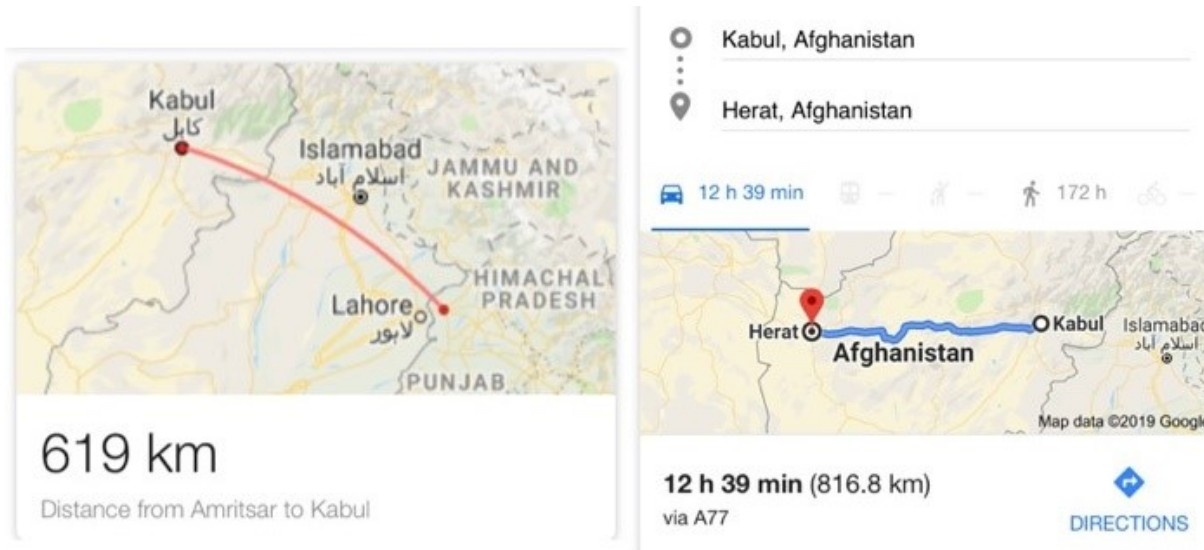 Kabul
کابل
Islamabad
اسلام آباد
JAMMU AND
KASHMIR
HIMACHAL
PRADESH
Lahore
لاہور
PUNJAB
619 km
Distance from Amritsar to Kabul
Kabul, Afghanistan
Herat, Afghanistan
12 h 39 min
172 h
Herat
Kabul
Islamabad
اسلام آباد
Afghanistan
Map data ©2019 Google
12 h 39 min (816.8 km)
via A77
DIRECTIONS